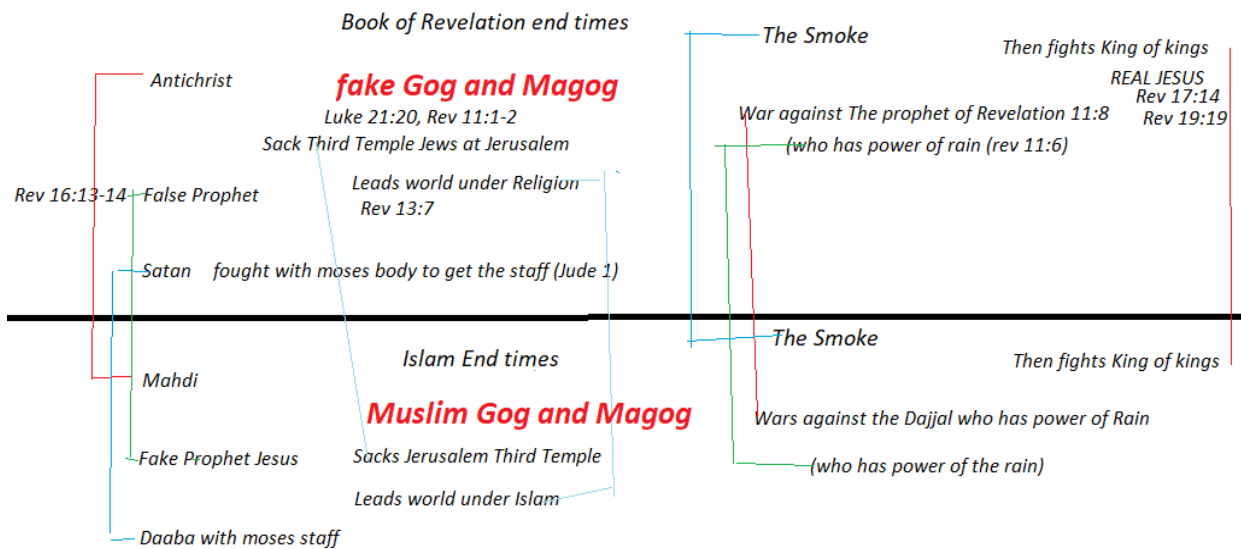 Book of Revelation end times
The Smoke
Then fights King of kings
Antichrist
fake Gog and Magog
REAL JESUS
Rev 17:14
Rev 19:19
Luke 21:20, Rev 11:1-2
War against The prophet of Revelation 11:8
Sack Third Temple Jews at Jerusalem
(who has power of rain (rev 11:6)
Leads world under Religion
Rev 16:13-14
False Prophet
Rev 13:7
Satan fought with moses body to get the staff (Jude 1)
The Smoke
Islam End times
Then fights King of kings
Mahdi
Muslim Gog and Magog
Wars against the Dajjal who has power of Rain
Fake Prophet Jesus
Sacks Jerusalem Third Temple
(who has power of the rain)
Leads world under Islam
Daaba with moses staff